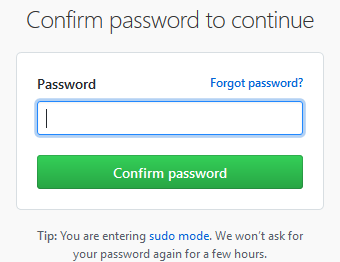 Confirm password to continue
Password Forgot password?
Confirm password
Tip: You are entering sudo mode. We won't ask for
your password again for a few hours.